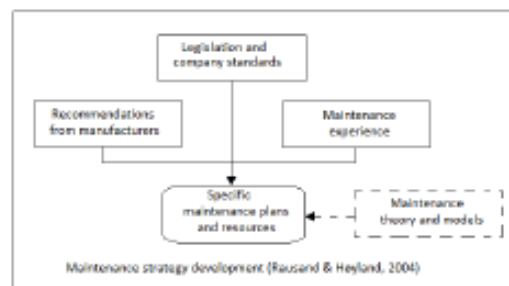 Legislation and
company standards
Recommendations
from manufacturers
Maintenance
experience
Specific
maintenance plans
and resources
Maintenance
theory and models
Maintenance strategy development (Rausand & Høyland, 2004)